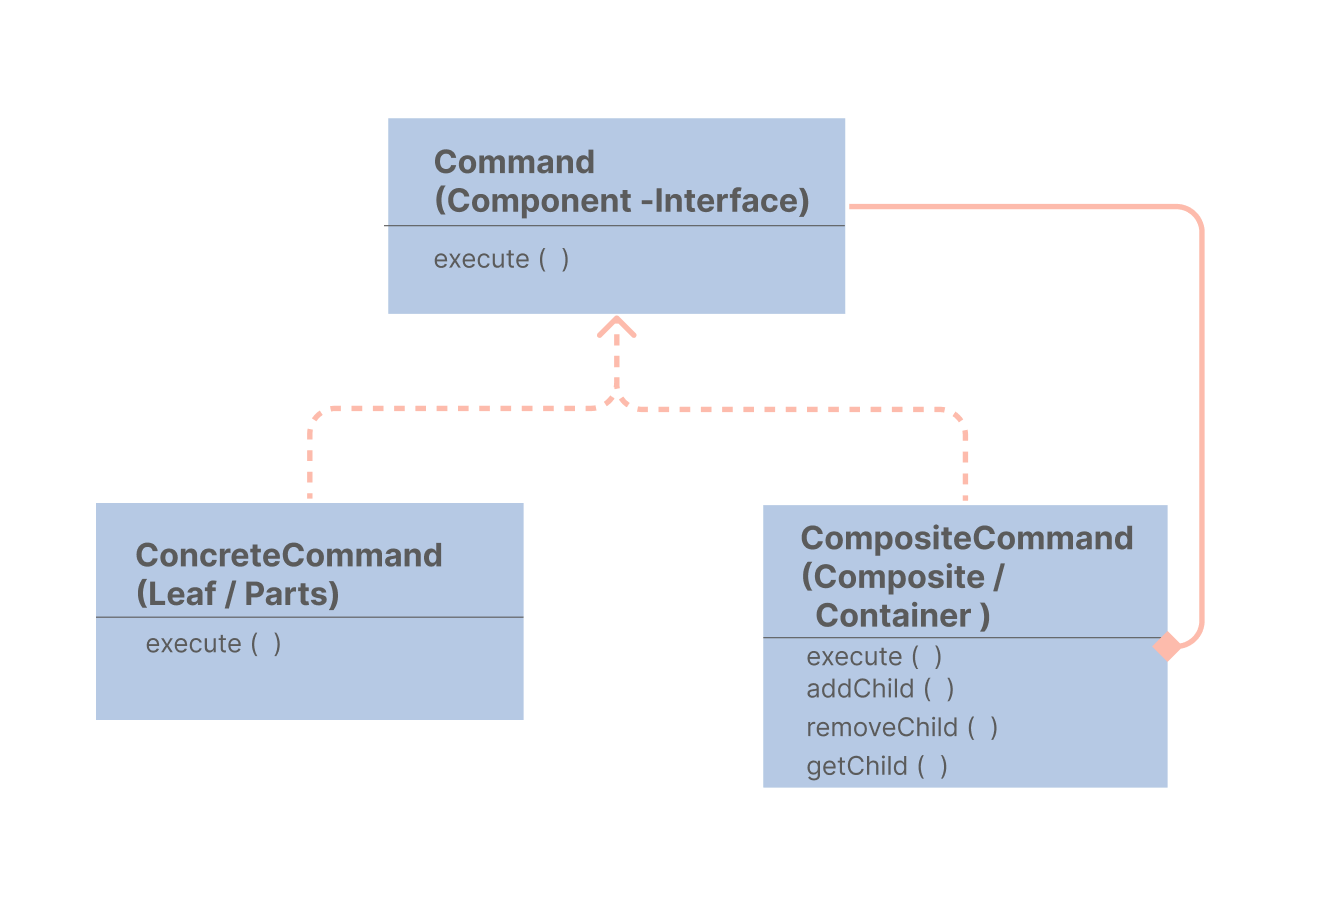 Command
(Component -Interface)
execute (  )
ConcreteCommand
(Leaf / Parts)
execute (  )
CompositeCommand
(Composite /
Container )
execute (  )
addChild (  )
removeChild (  )
getChild (  )